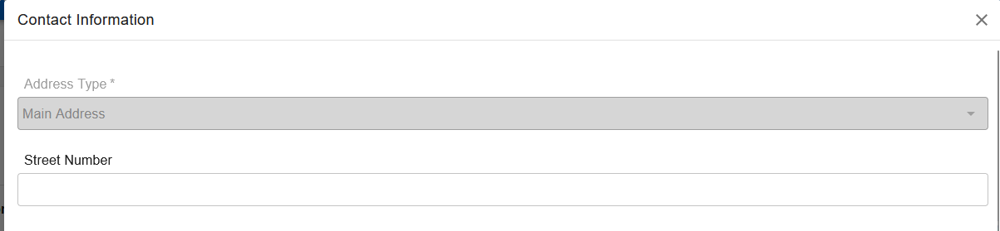 Contact Information
Address Type *
Main Address
Street Number